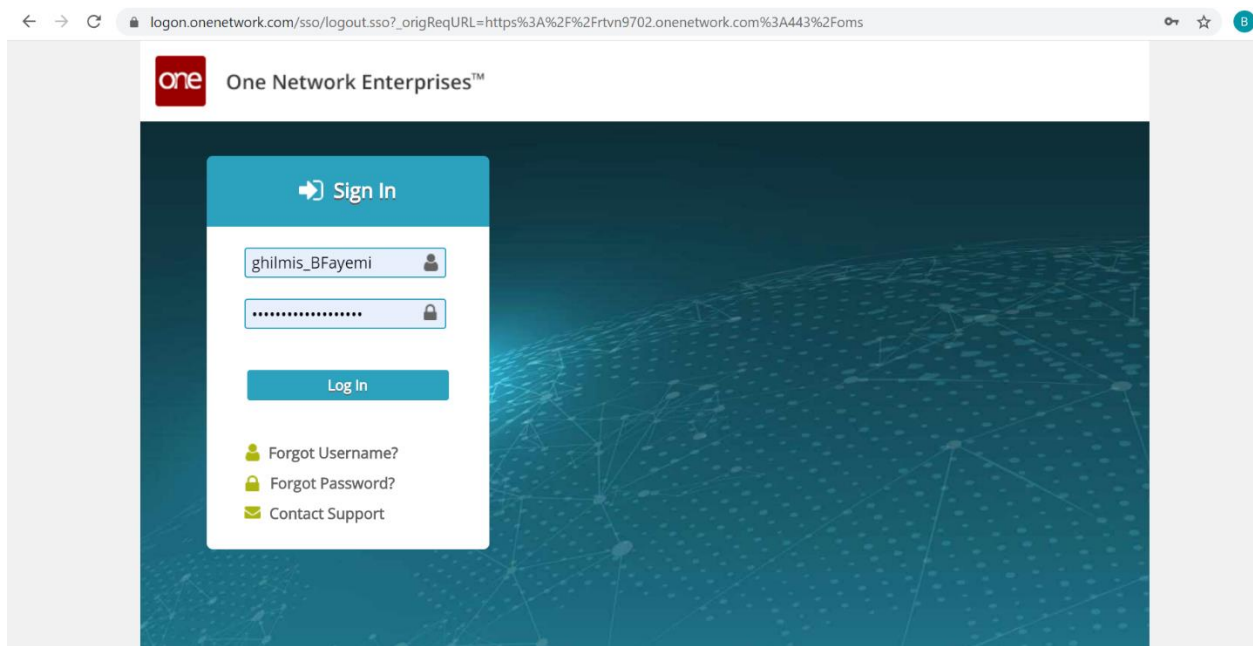 logon.onenetwork.com/sso/logout.sso?_origReqURL=https%3A%2F%2Frtvn9702.onenetwork.com%3A443%2Foms
B
one
One Network Enterprises™
Sign In
ghilmis_BFayemi
•••••••••••••••••••
Log In
Forgot Username?
Forgot Password?
Contact Support